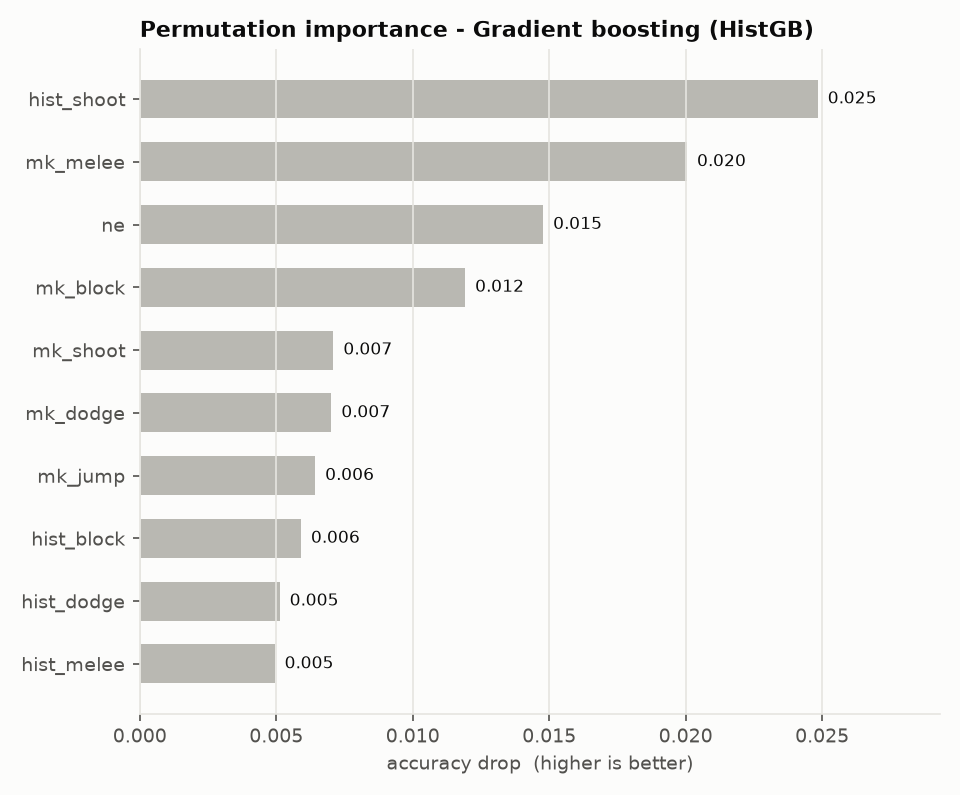 Permutation importance - Gradient boosting (HistGB)
hist_shoot 0.025
mk_melee 0.020
ne 0.015
mk_block 0.012
mk_shoot 0.007
mk_dodge 0.007
mk_jump 0.006
hist_block 0.006
hist_dodge 0.005
hist_melee 0.005
0.000 0.005 0.010 0.015 0.020 0.025
accuracy drop (higher is better)